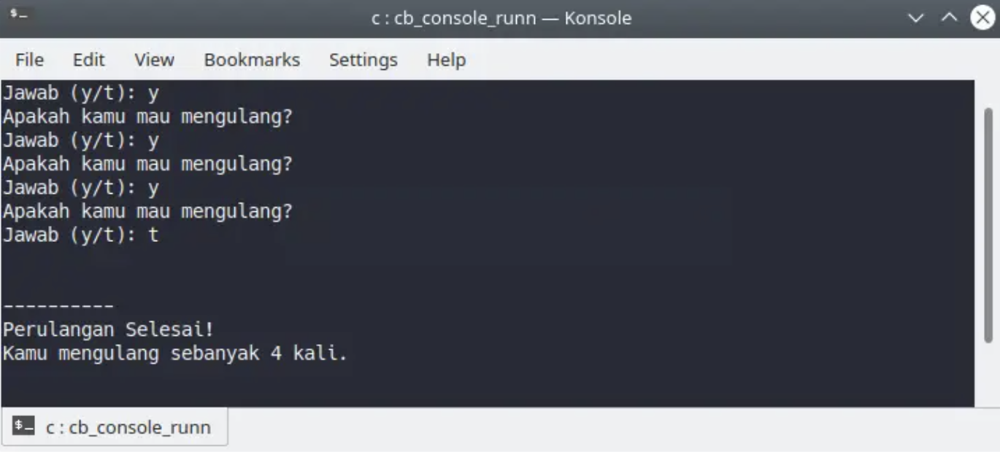 c : cb_console_runn — Konsole
File Edit View Bookmarks Settings Help
Jawab (y/t): y
Apakah kamu mau mengulang?
Jawab (y/t): y
Apakah kamu mau mengulang?
Jawab (y/t): y
Apakah kamu mau mengulang?
Jawab (y/t): t
----------
Perulangan Selesai!
Kamu mengulang sebanyak 4 kali.
c : cb_console_runn